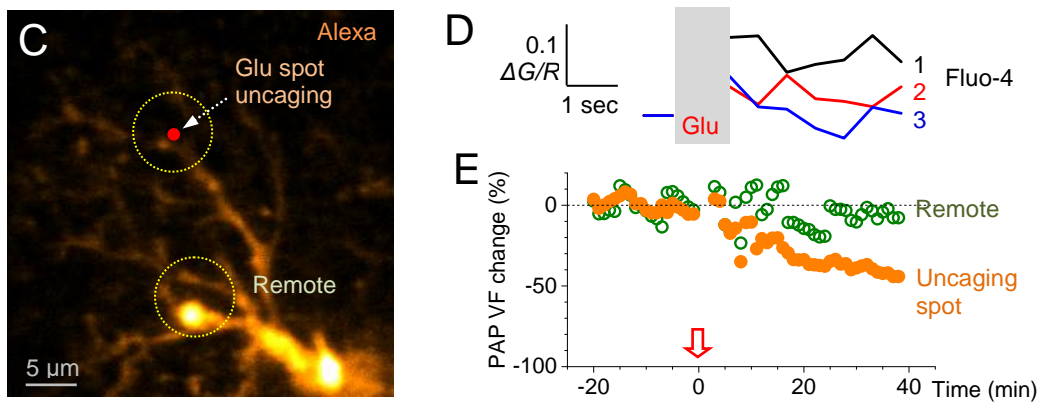 C
Alexa
Glu spot
uncaging
Remote
5 µm
D
0.1
ΔG/R
1 sec
Glu
1
2
3
Fluo-4
E
PAP VF change (%)
0
-50
-100
Remote
Uncaging
spot
-20
0
20
40
Time (min)